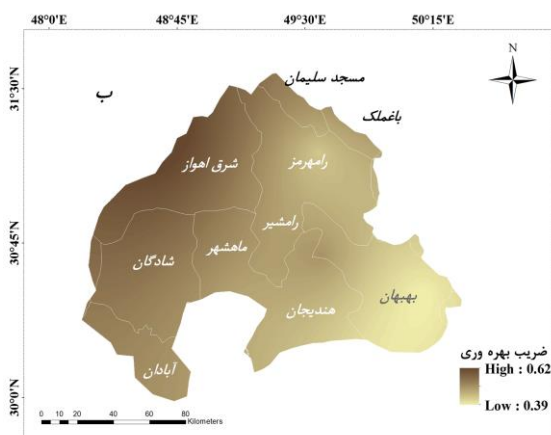 48°0'E 48°45'E 49°30'E 50°15'E
N
31°30'N
30°45'N
30°0'N
ب
مسجد سلیمان
باغملک
شرق اهواز
رامهرمز
رامشیر
ماهشهر
شادگان
هندیجان
بهبهان
آبادان
ضریب بهره وری
High : 0.62
Low : 0.39
0 10 20 40 60 80
Kilometers